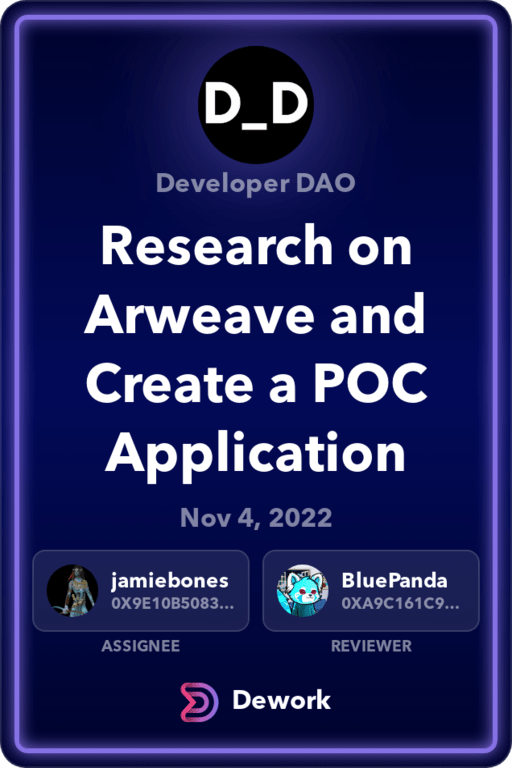 D_D
Developer DAO
Research on
Arweave and
Create a POC
Application
Nov 4, 2022
jamiebones
0X9E10B5083...
ASSIGNEE
BluePanda
0XA9C161C9...
REVIEWER
Dework